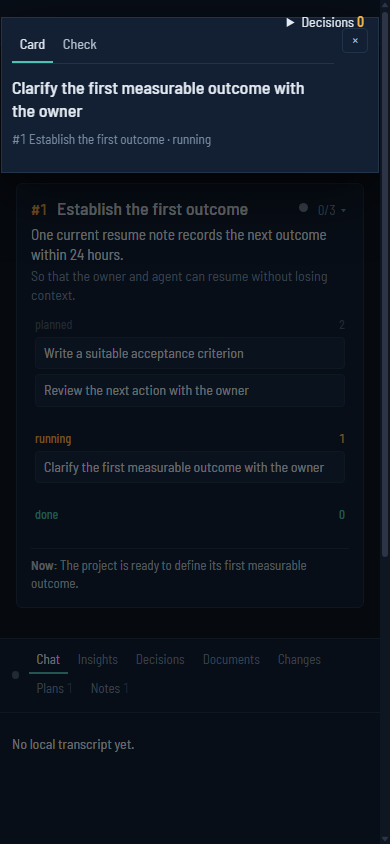 ▶ Decisions 0
Card Check
×
Clarify the first measurable outcome with
the owner
#1 Establish the first outcome · running
#1 Establish the first outcome 0/3
One current resume note records the next outcome
within 24 hours.
So that the owner and agent can resume without losing
context.
planned 2
Write a suitable acceptance criterion
Review the next action with the owner
running 1
Clarify the first measurable outcome with the owner
done 0
Now: The project is ready to define its first measurable
outcome.
Chat Insights Decisions Documents Changes
Plans 1 Notes 1
No local transcript yet.